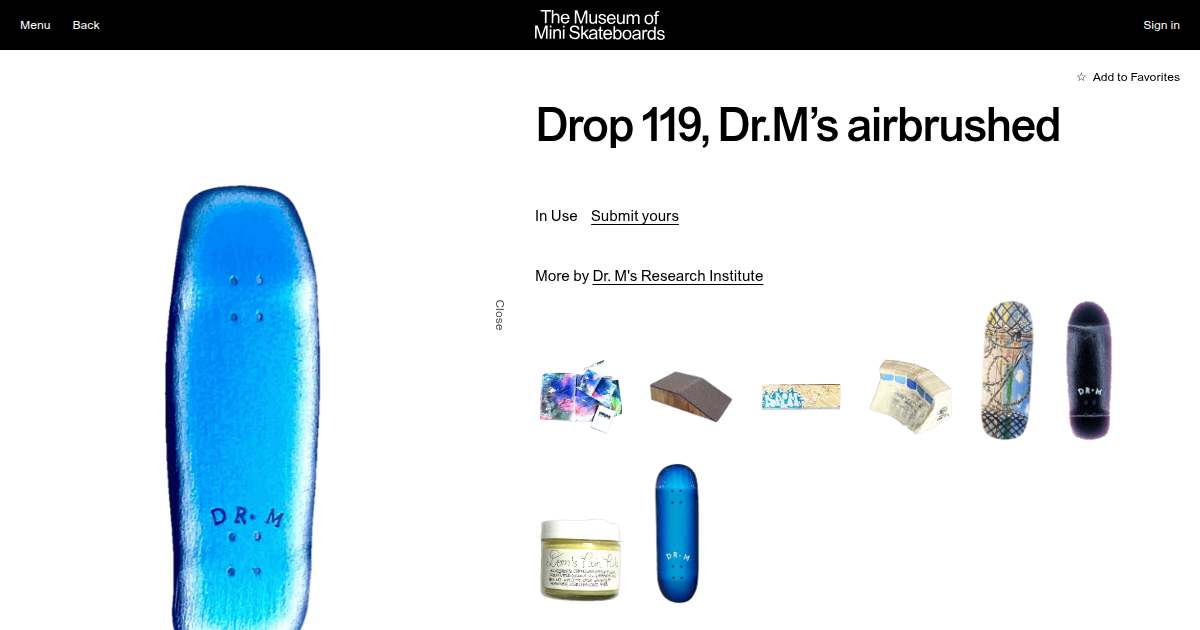 Menu
Back
The Museum of
Mini Skateboards
Sign in
☆ Add to Favorites
Drop 119, Dr.M’s airbrushed
In Use Submit yours
More by Dr. M's Research Institute
Close
DR·M
DR·M
DR·M